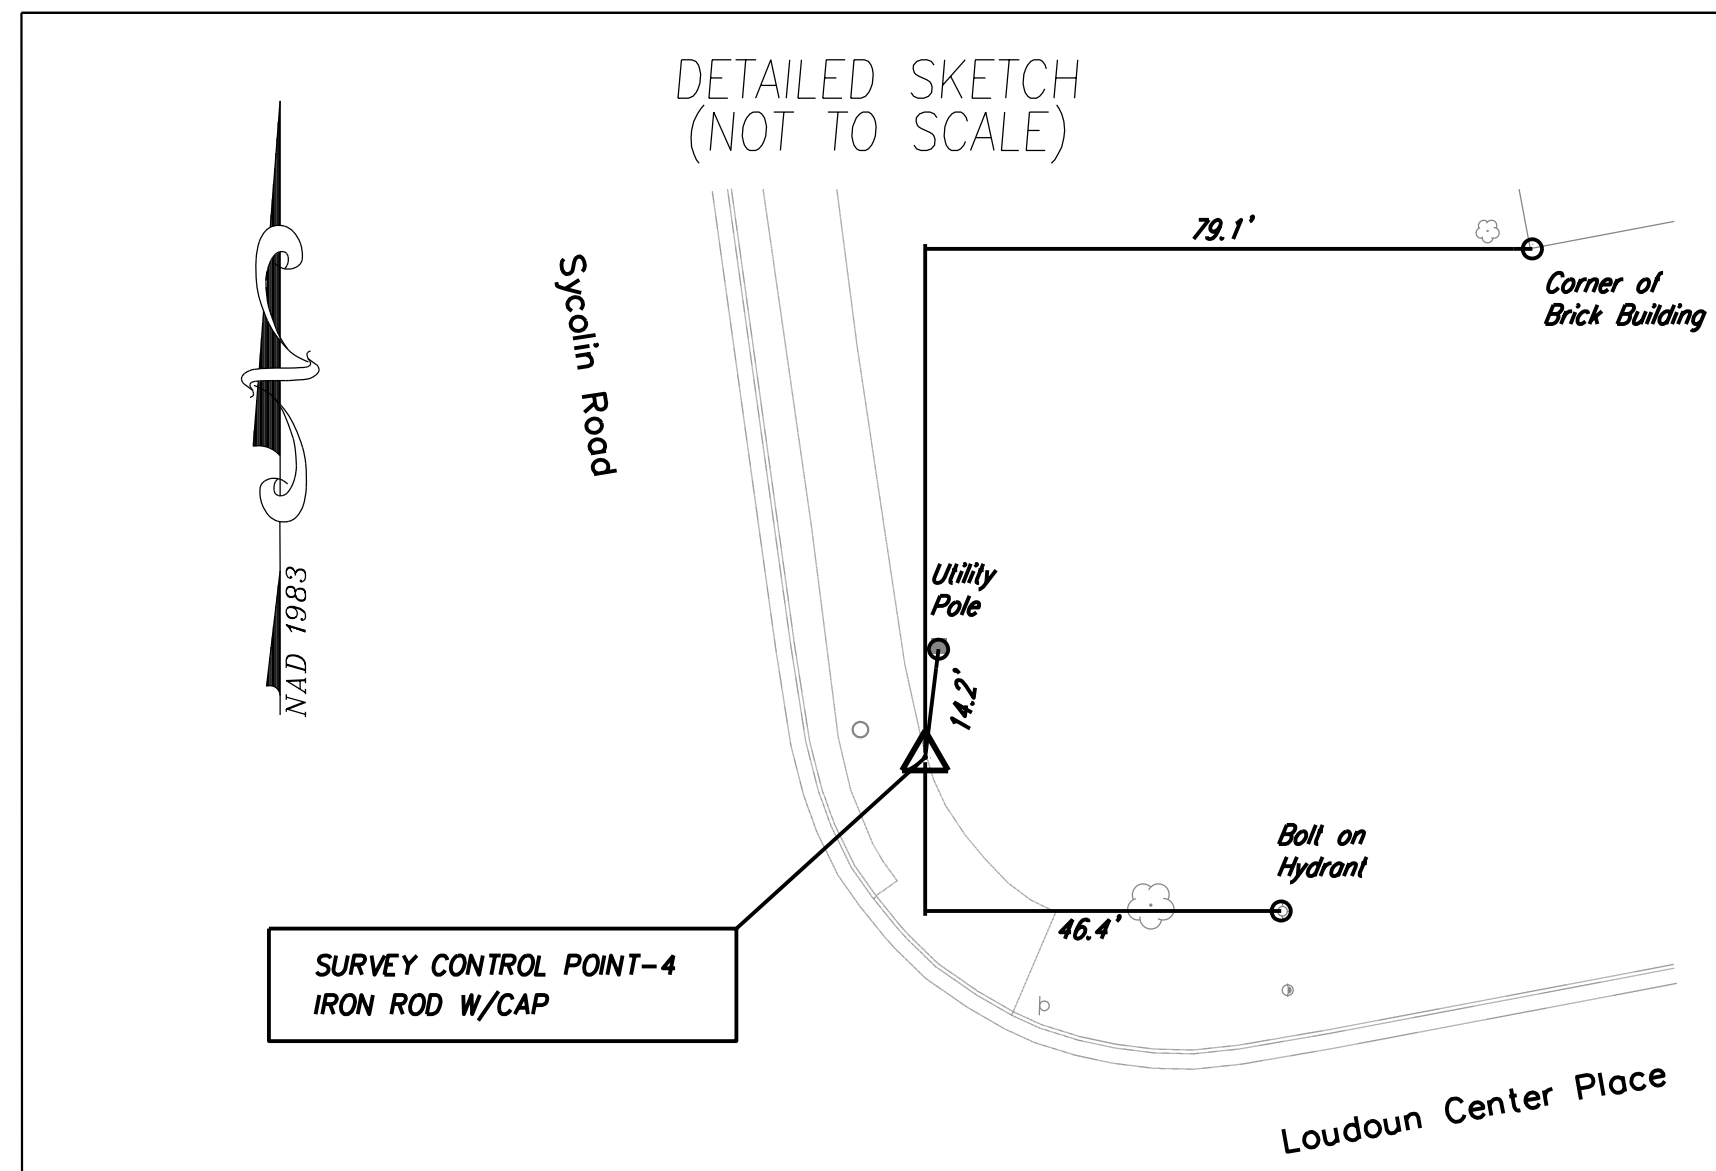 DETAILED SKETCH
(NOT TO SCALE)
79.1'
Corner of
Brick Building
Sycolin Road
NAD 1983
Utility
Pole
14.2'
Bolt on
Hydrant
46.4'
SURVEY CONTROL POINT-4
IRON ROD W/CAP
Loudoun Center Place